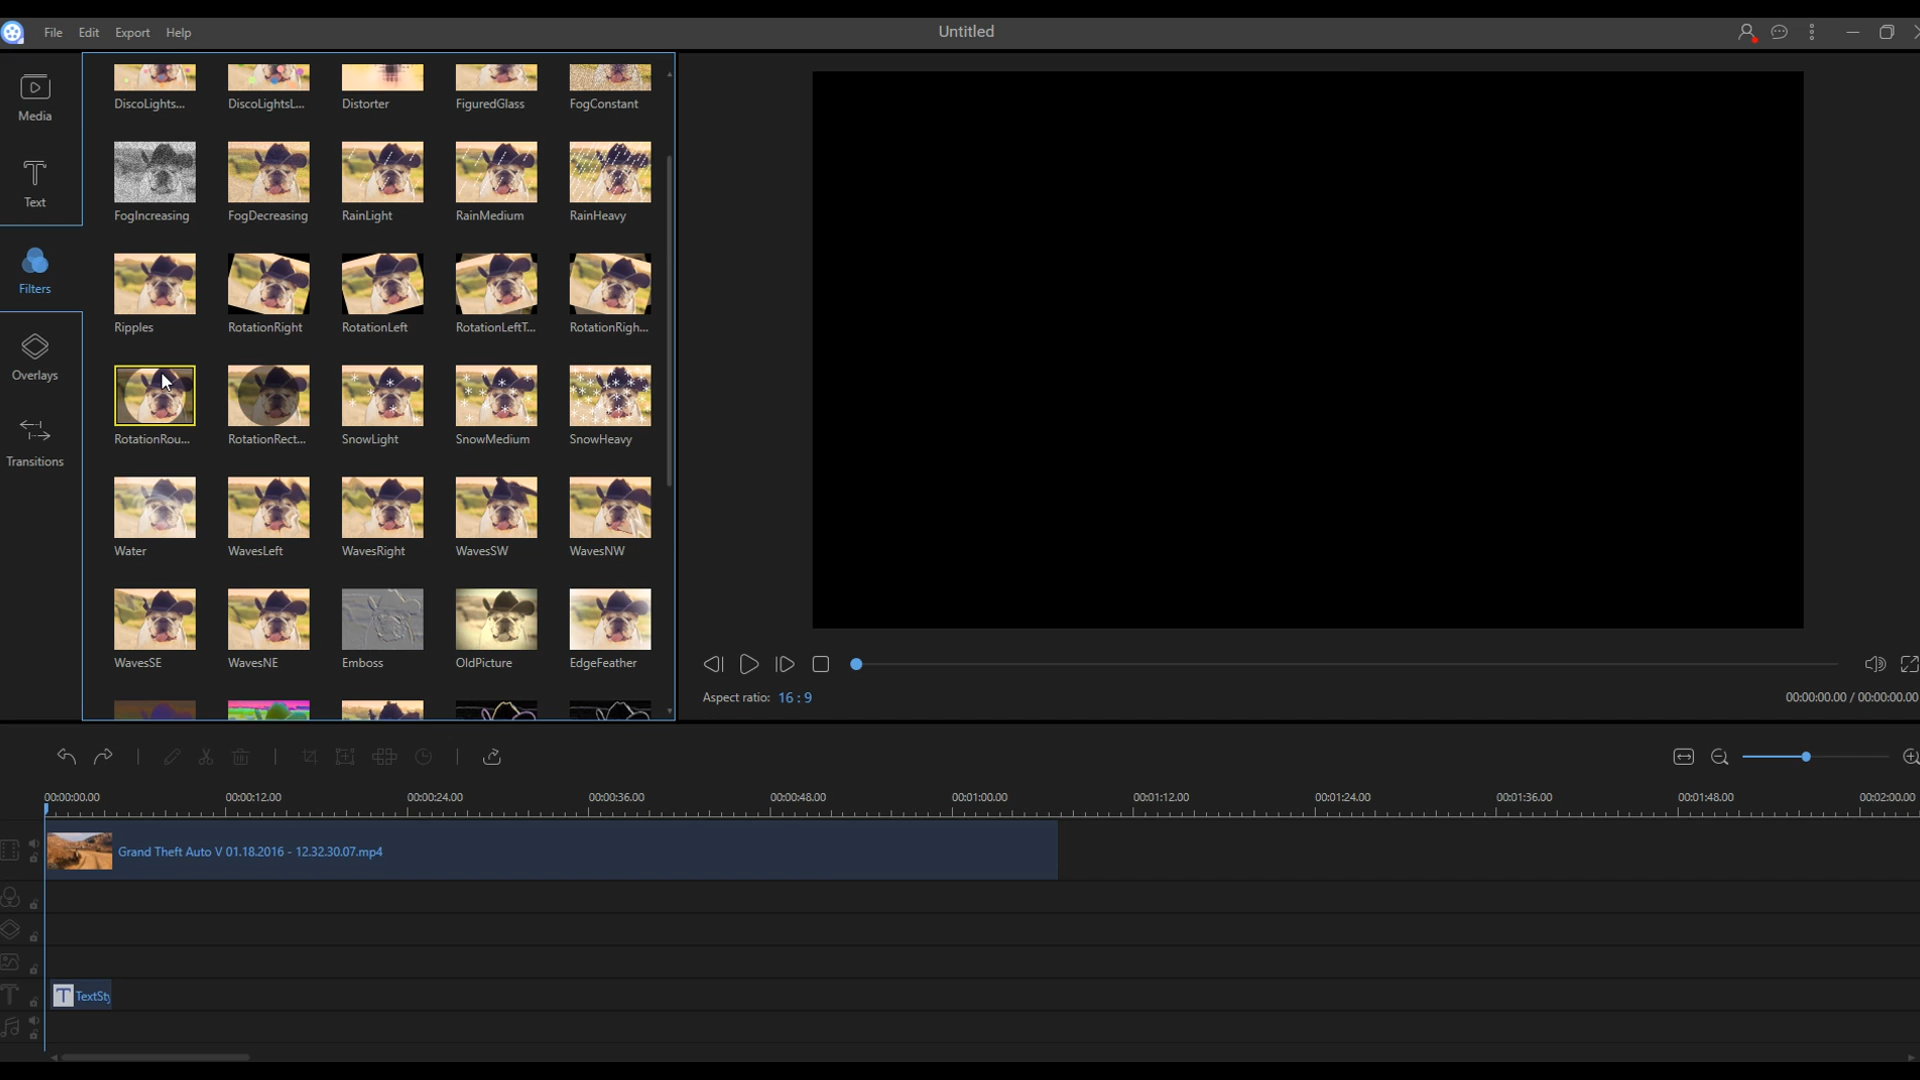 File Edit Export Help
Untitled
Media
Text
Filters
Overlays
Transitions
DiscoLights... DiscoLightsL... Distorter FiguredGlass FogConstant
FogIncreasing FogDecreasing RainLight RainMedium RainHeavy
Ripples RotationRight RotationLeft RotationLeftT... RotationRigh...
RotationRou... RotationRect... SnowLight SnowMedium SnowHeavy
Water WavesLeft WavesRight WavesSW WavesNW
WavesSE WavesNE Emboss OldPicture EdgeFeather
Aspect ratio: 16 : 9
00:00:00.00 / 00:00:00.00
00:00:00.00 00:00:12.00 00:00:24.00 00:00:36.00 00:00:48.00 00:01:00.00 00:01:12.00 00:01:24.00 00:01:36.00 00:01:48.00 00:02:00.00
Grand Theft Auto V 01.18.2016 - 12.32.30.07.mp4
T TextSty